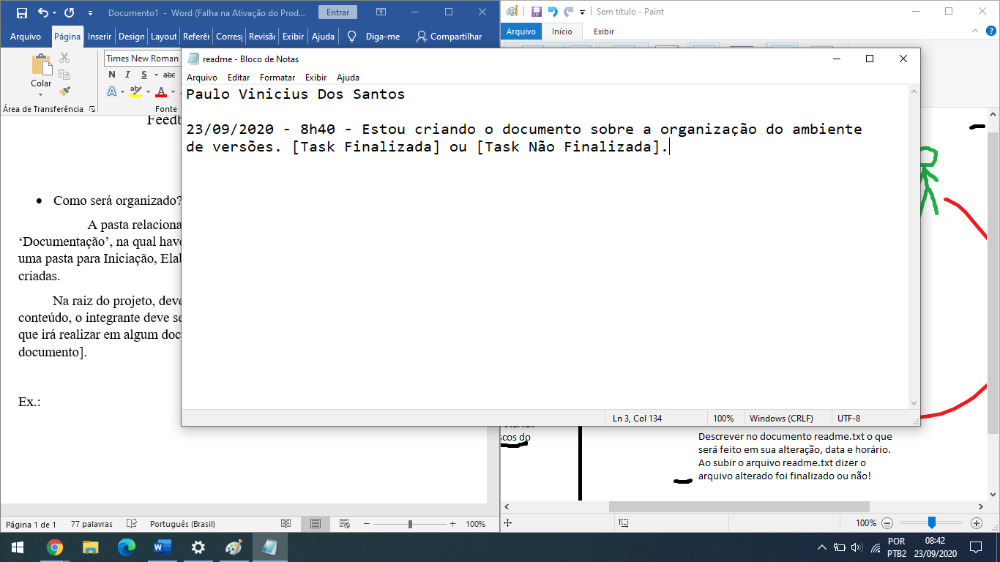 Documento1 - Word (Falha na Ativação do Prod...
Entrar
Arquivo
Página
Inserir
Design
Layout
Referên
Corresp
Revisão
Exibir
Ajuda
Diga-me
Compartilhar
Colar
Times New Roman
N I S abc
A
Área de Transferência
Fonte
Feedb
Como será organizado?
A pasta relaciona
‘Documentação’, na qual have
uma pasta para Iniciação, Elab
criadas.
Na raiz do projeto, deve
conteúdo, o integrante deve se
que irá realizar em algum doc
documento].
Ex.:
Página 1 de 1
77 palavras
Português (Brasil)
100%
Sem título - Paint
Arquivo
Início
Exibir
readme - Bloco de Notas
Arquivo
Editar
Formatar
Exibir
Ajuda
Paulo Vinicius Dos Santos
23/09/2020 - 8h40 - Estou criando o documento sobre a organização do ambiente
de versões. [Task Finalizada] ou [Task Não Finalizada].
Ln 3, Col 134
100%
Windows (CRLF)
UTF-8
scos do
Descrever no documento readme.txt o que
será feito em sua alteração, data e horário.
Ao subir o arquivo readme.txt dizer o
arquivo alterado foi finalizado ou não!
100%
POR
PTB2
08:42
23/09/2020